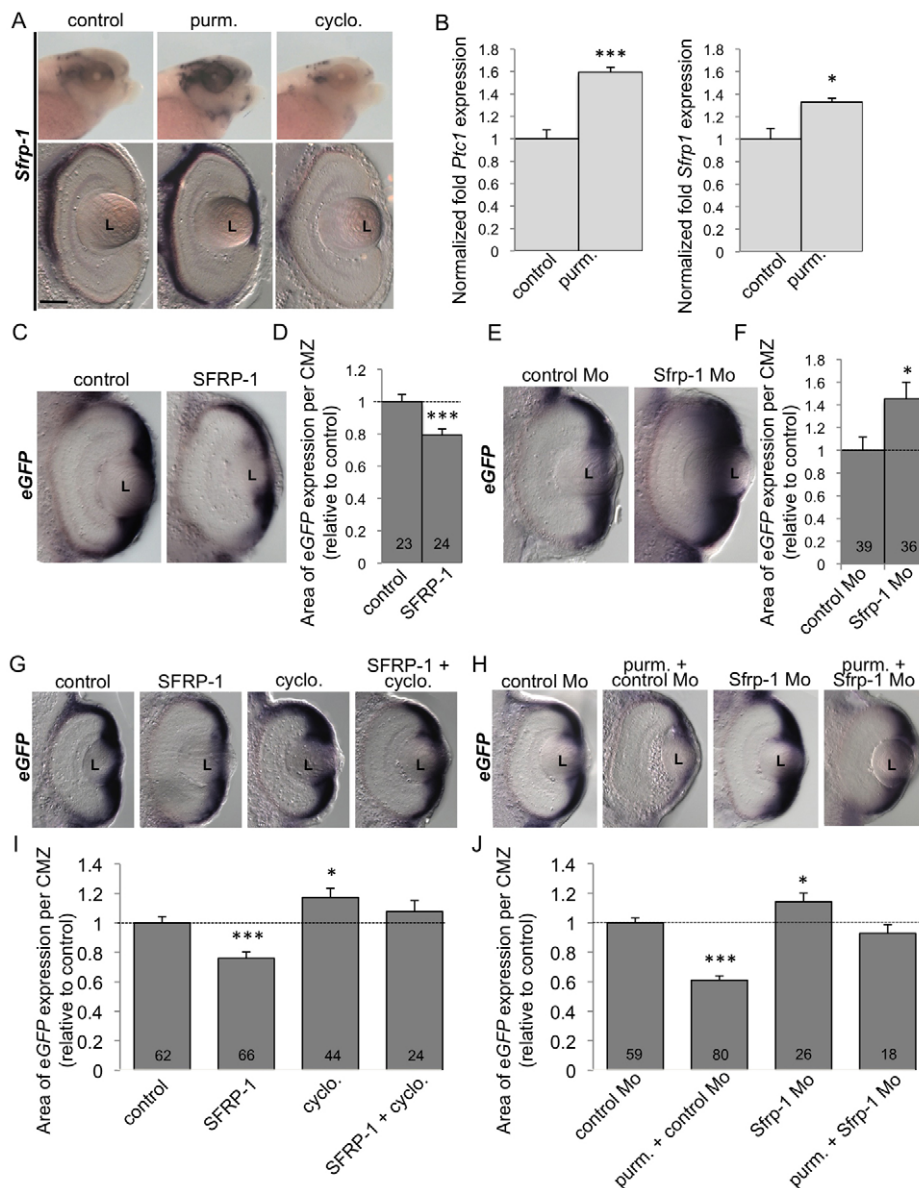 A
control
purm.
cyclo.
Sfrp-1
L
L
L
B
Normalized fold Ptc1 expression
1.8
1.6
1.4
1.2
1
0.8
0.6
0.4
0.2
0
***
control
purm.
Normalized fold Sfrp1 expression
1.8
1.6
1.4
1.2
1
0.8
0.6
0.4
0.2
0
*
control
purm.
C
control
SFRP-1
eGFP
L
L
D
Area of eGFP expression per CMZ
(relative to control)
1.2
1
0.8
0.6
0.4
0.2
0
***
23
24
control
SFRP-1
E
control Mo
Sfrp-1 Mo
eGFP
L
L
F
Area of eGFP expression per CMZ
(relative to control)
1.8
1.6
1.4
1.2
1
0.8
0.6
0.4
0.2
0
*
39
36
control Mo
Sfrp-1 Mo
G
control
SFRP-1
cyclo.
SFRP-1 +
cyclo.
eGFP
L
L
L
L
H
control Mo
purm. +
control Mo
Sfrp-1 Mo
purm. +
Sfrp-1 Mo
eGFP
L
L
L
L
I
Area of eGFP expression per CMZ
(relative to control)
1.4
1.2
1
0.8
0.6
0.4
0.2
0
***
*
62
66
44
24
control
SFRP-1
cyclo.
SFRP-1 + cyclo.
J
Area of eGFP expression per CMZ
(relative to control)
1.4
1.2
1
0.8
0.6
0.4
0.2
0
***
*
59
80
26
18
control Mo
purm. + control Mo
Sfrp-1 Mo
purm. + Sfrp-1 Mo